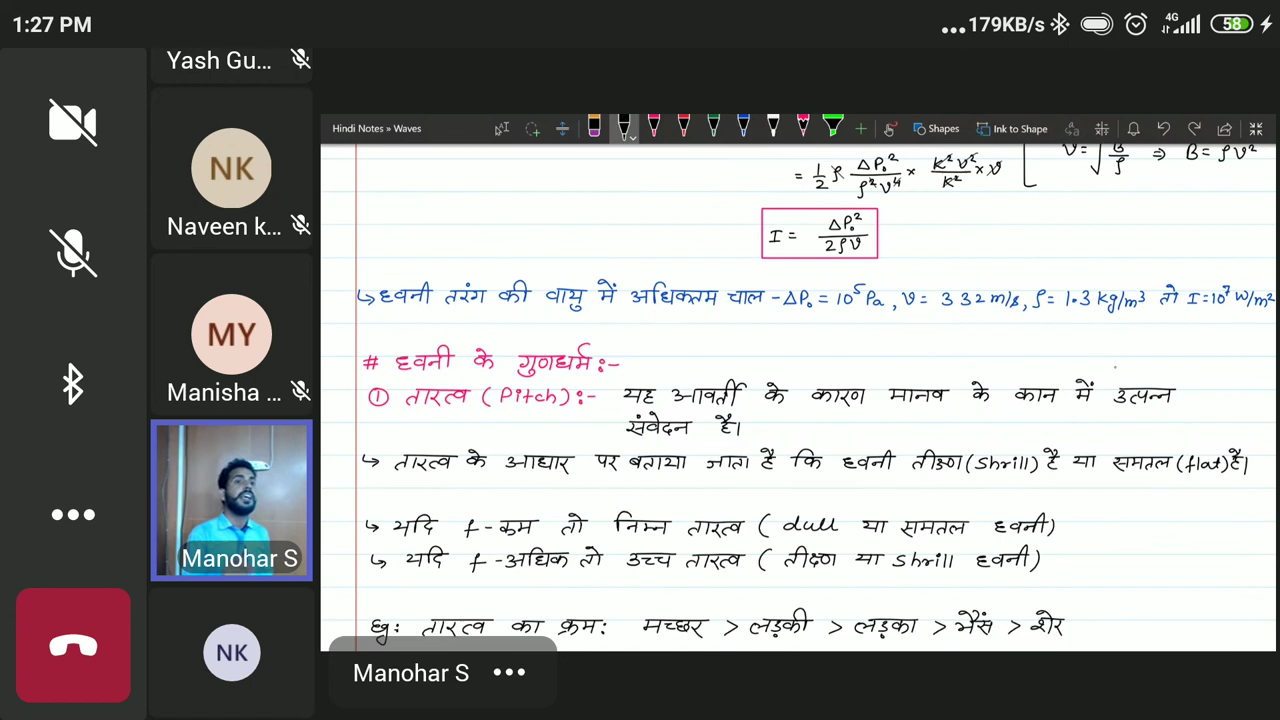 1:27 PM
...179KB/s 4G 58
Yash Gu...
NK
Naveen k...
MY
Manisha ...
Manohar S
NK
Hindi Notes » Waves
Shapes Ink to Shape
= 1/2 ρ ΔP₀²/ρ²v⁴ × k²v²/k² × v
v = √B/ρ ⇒ B = ρv²
I = ΔP₀²/2ρv
↳ ध्वनी तरंग की वायु में अधिकतम चाल - ΔP₀ = 10⁵ Pa, v = 332 m/s, ρ = 1.3 kg/m³ तो I = 10⁷ W/m²
# ध्वनी के गुणधर्म:-
① तारत्व (Pitch):- यह आवर्ती के कारण मानव के कान में उत्पन्न
संवेदन है।
↳ तारत्व के आधार पर बताया जाता है कि ध्वनी तीक्ष्ण (Shrill) है या समतल (flat) है।
↳ यदि f-कम तो निम्न तारत्व (dull या समतल ध्वनी)
↳ यदि f-अधिक तो उच्च तारत्व (तीक्ष्ण या shrill ध्वनी)
तारत्व का क्रम: मच्छर > लड़की > लड़का > भैसं > शेर
Manohar S